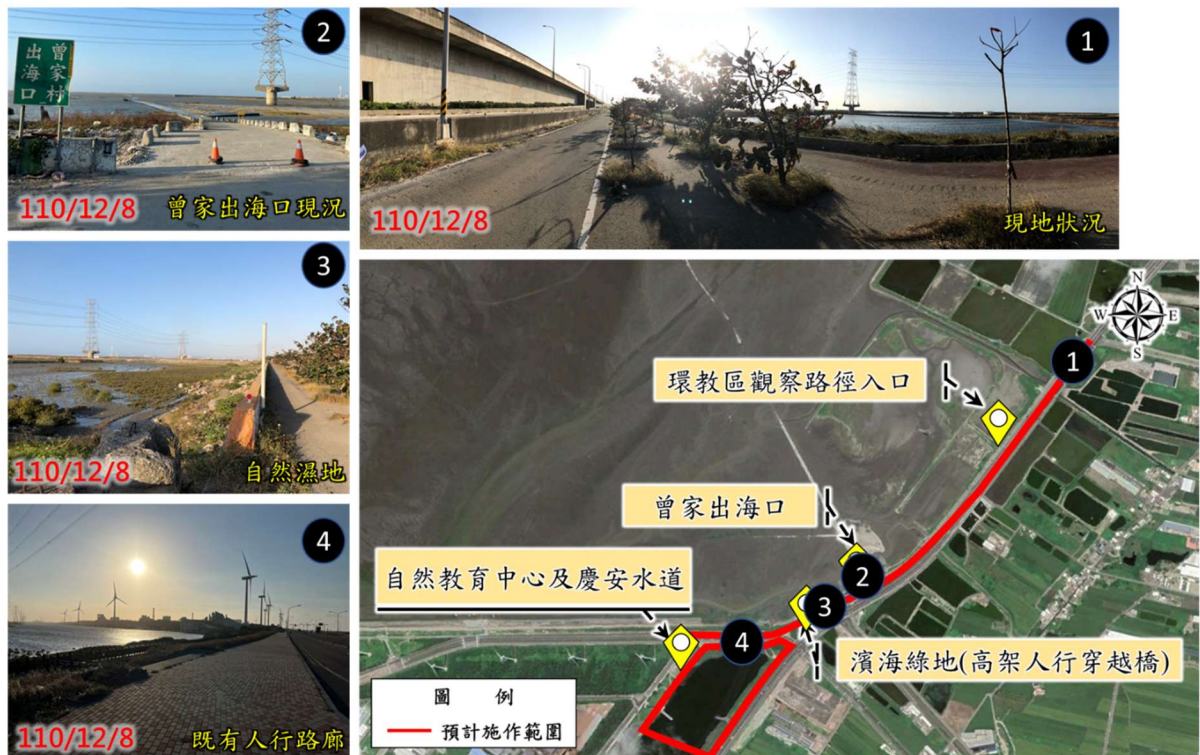 2
出海口
曾家村
110/12/8
曾家出海口現況
1
110/12/8
現地狀況
3
110/12/8
自然濕地
4
110/12/8
既有人行路廊
N
W
E
S
1
環教區觀察路徑入口
曾家出海口
2
自然教育中心及慶安水道
3
4
濱海綠地(高架人行穿越橋)
圖 例
預計施作範圍